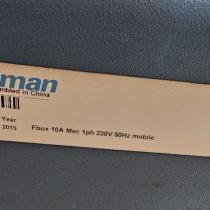 man
mbled in China
Year
2015
Fbox 10A Mec 1ph 230V 50Hz mobile